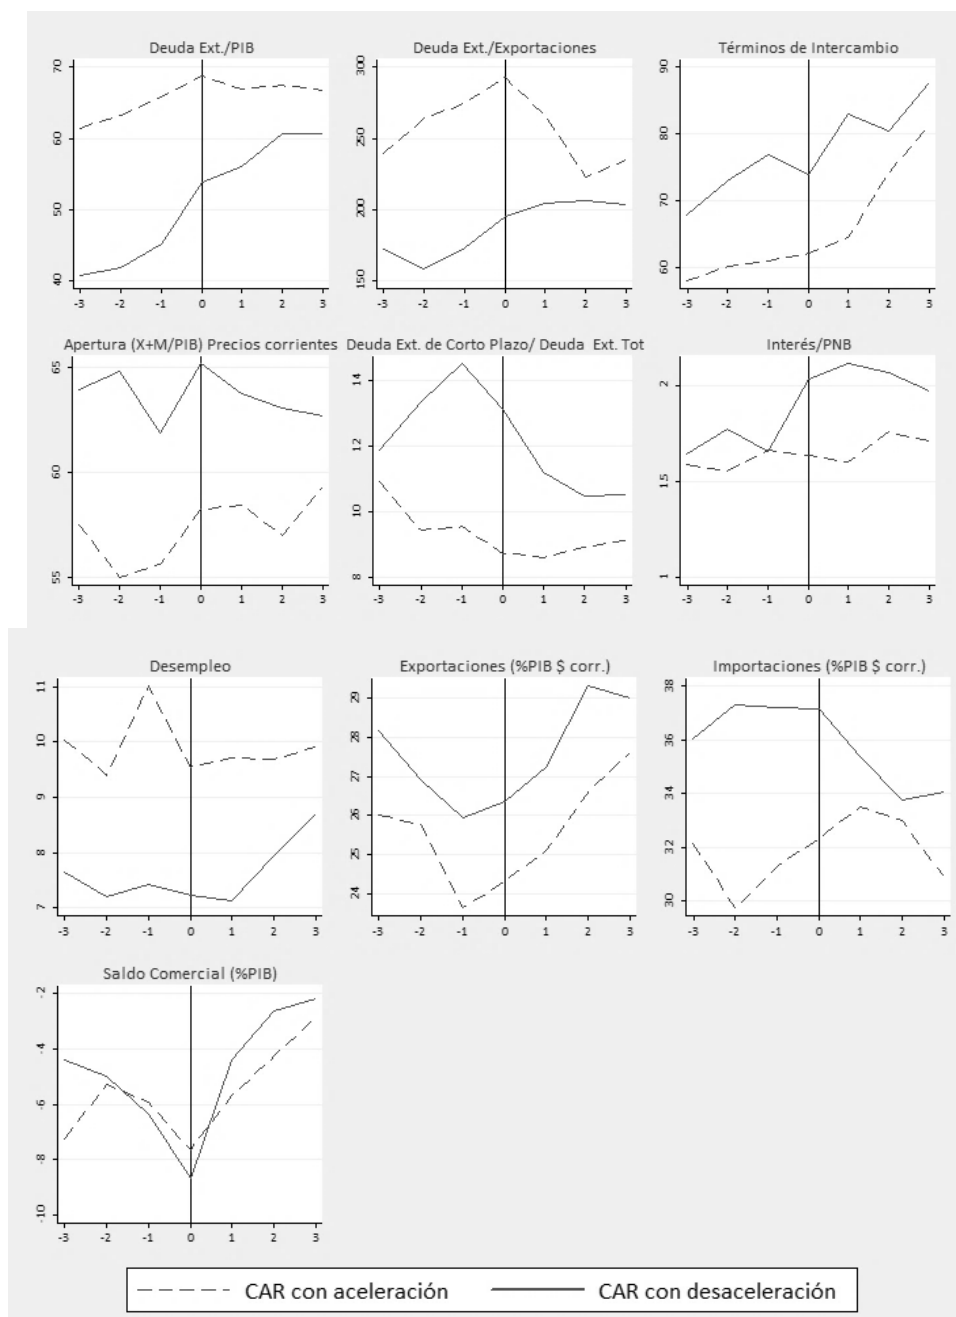 Deuda Ext./PIB
70
60
50
40
-3 -2 -1 0 1 2 3
Deuda Ext./Exportaciones
300
250
200
150
-3 -2 -1 0 1 2 3
Términos de Intercambio
90
80
70
60
-3 -2 -1 0 1 2 3
Apertura (X+M/PIB) Precios corrientes
65
60
55
-3 -2 -1 0 1 2 3
Deuda Ext. de Corto Plazo/ Deuda Ext. Tot
14
12
10
8
-3 -2 -1 0 1 2 3
Interés/PNB
2
1.5
1
-3 -2 -1 0 1 2 3
Desempleo
11
10
9
8
7
-3 -2 -1 0 1 2 3
Exportaciones (%PIB $ corr.)
29
28
27
26
25
24
-3 -2 -1 0 1 2 3
Importaciones (%PIB $ corr.)
38
36
34
32
30
-3 -2 -1 0 1 2 3
Saldo Comercial (%PIB)
-2
-4
-6
-8
-10
-3 -2 -1 0 1 2 3
CAR con aceleración CAR con desaceleración